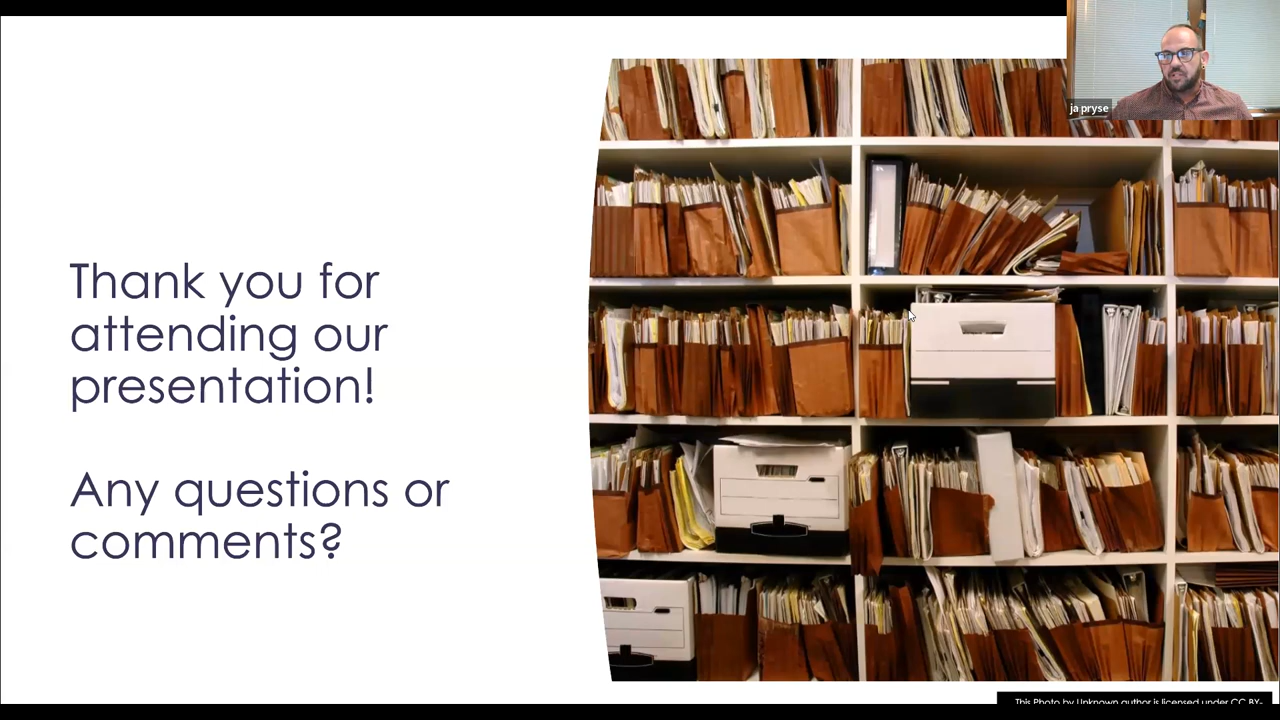 ja pryse
Thank you for
attending our
presentation!
Any questions or
comments?
This Photo by Unknown author is licensed under CC BY-